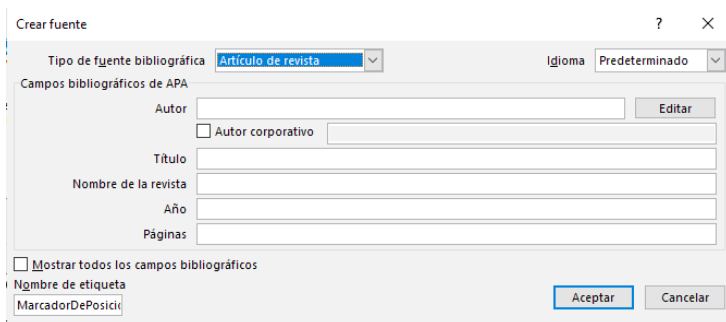 Crear fuente ?
Tipo de fuente bibliográfica Artículo de revista Idioma Predeterminado
Campos bibliográficos de APA
Autor Editar
Autor corporativo
Título
Nombre de la revista
Año
Páginas
Mostrar todos los campos bibliográficos
Nombre de etiqueta
MarcadorDePosici
Aceptar Cancelar